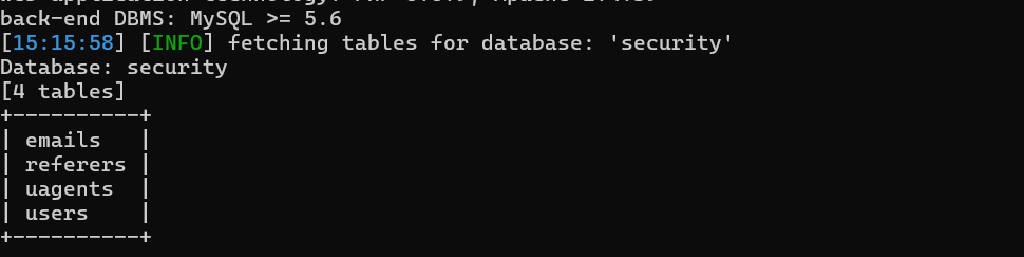 back-end DBMS: MySQL >= 5.6
[15:15:58] [INFO] fetching tables for database: 'security'
Database: security
[4 tables]
+----------+
| emails   |
| referers |
| uagents  |
| users    |
+----------+